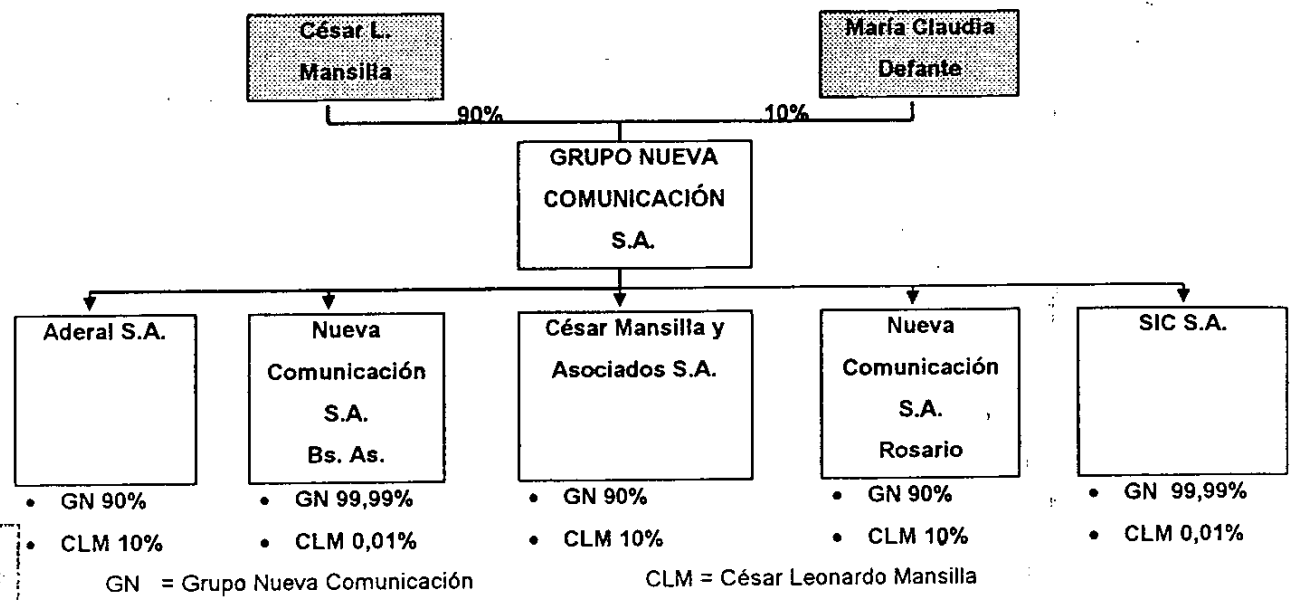 César L.
Mansilla
María Claudia
Defante
90%
10%
GRUPO NUEVA
COMUNICACIÓN
S.A.
Aderal S.A.
Nueva
Comunicación
S.A.
Bs. As.
César Mansilla y
Asociados S.A.
Nueva
Comunicación
S.A.
Rosario
SIC S.A.
• GN 90%
• CLM 10%
• GN 99,99%
• CLM 0,01%
• GN 90%
• CLM 10%
• GN 90%
• CLM 10%
• GN 99,99%
• CLM 0,01%
GN = Grupo Nueva Comunicación
CLM = César Leonardo Mansilla